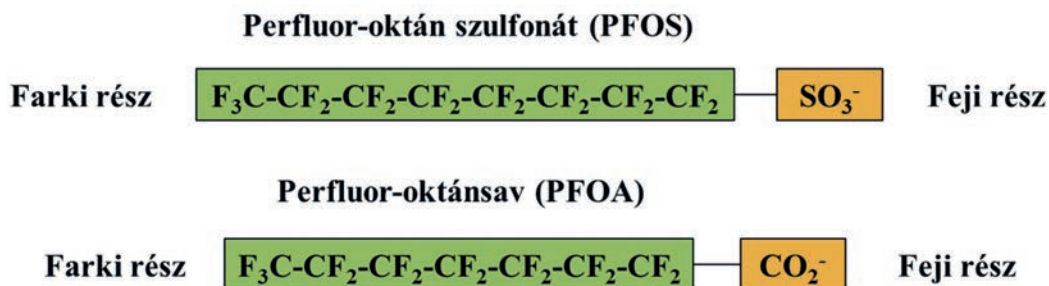 Perfluor-oktán szulfonát (PFOS)
Farki rész F₃C-CF₂-CF₂-CF₂-CF₂-CF₂-CF₂-CF₂ SO₃⁻ Feji rész
Perfluor-oktánsav (PFOA)
Farki rész F₃C-CF₂-CF₂-CF₂-CF₂-CF₂-CF₂ CO₂⁻ Feji rész